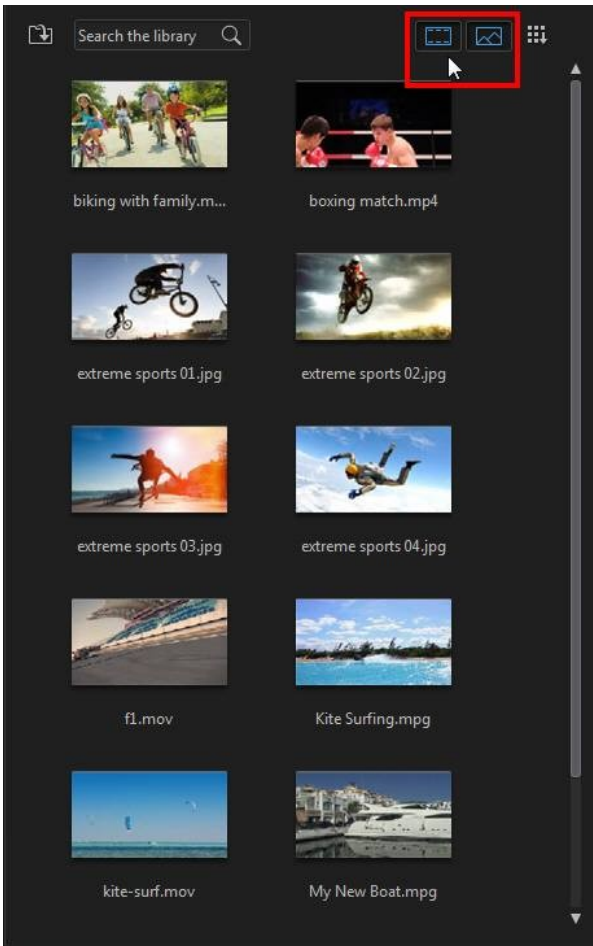 Search the library
biking with family.m...
boxing match.mp4
extreme sports 01.jpg
extreme sports 02.jpg
extreme sports 03.jpg
extreme sports 04.jpg
f1.mov
Kite Surfing.mpg
kite-surf.mov
My New Boat.mpg